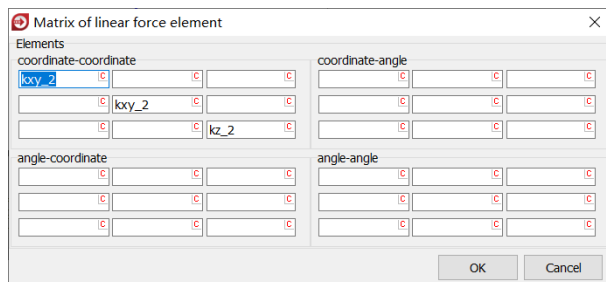 Matrix of linear force element
Elements
coordinate-coordinate
coordinate-angle
kxy_2 C C C C C C
C kxy_2 C C C C C
C C kz_2 C C C C
angle-coordinate
angle-angle
C C C C C C
C C C C C C
C C C C C C
OK
Cancel